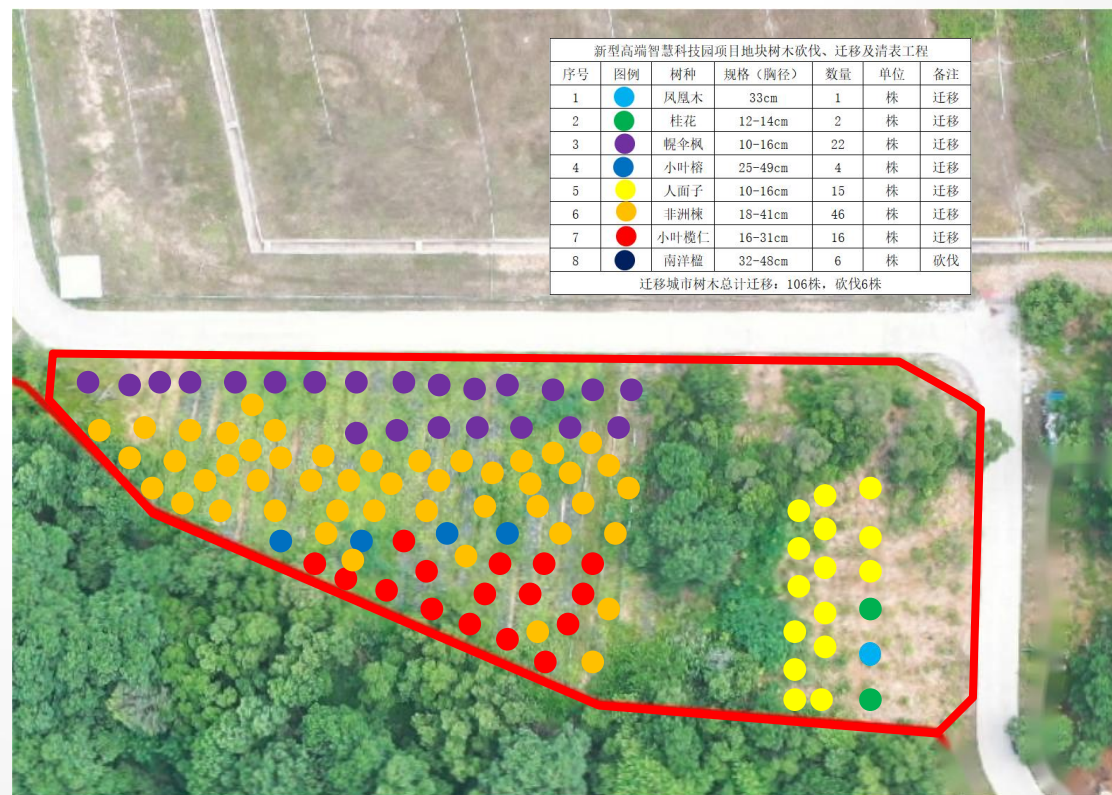 新型高端智慧科技园项目地块树木砍伐、迁移及清表工程
序号 图例 树种 规格（胸径） 数量 单位 备注
1 凤凰木 33cm 1 株 迁移
2 桂花 12-14cm 2 株 迁移
3 幌伞枫 10-16cm 22 株 迁移
4 小叶榕 25-49cm 4 株 迁移
5 人面子 10-16cm 15 株 迁移
6 非洲楝 18-41cm 46 株 迁移
7 小叶榄仁 16-31cm 16 株 迁移
8 南洋楹 32-48cm 6 株 砍伐
迁移城市树木总计迁移：106株，砍伐6株